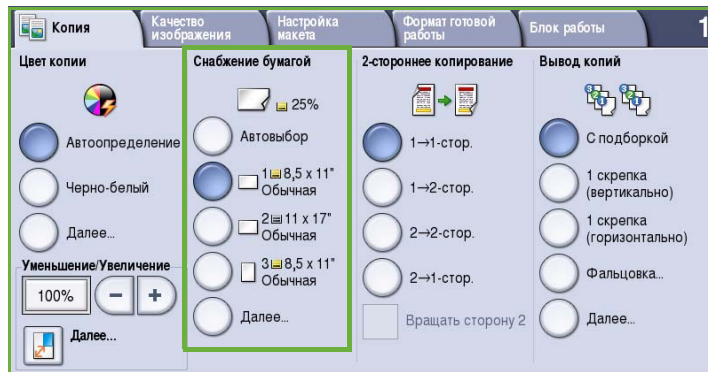 Копия
Качество
изображения
Настройка
макета
Формат готовой
работы
Блок работы
1
Цвет копии
Автоопределение
Черно-белый
Далее...
Уменьшение/Увеличение
100%
Далее...
Снабжение бумагой
25%
Автовыбор
1 8,5 x 11"
Обычная
2 11 x 17"
Обычная
3 8,5 x 11"
Обычная
Далее...
2-стороннее копирование
1→1-стор.
1→2-стор.
2→2-стор.
2→1-стор.
Вращать сторону 2
Вывод копий
С подборкой
1 скрепка
(вертикально)
1 скрепка
(горизонтально)
Фальцовка...
Далее...